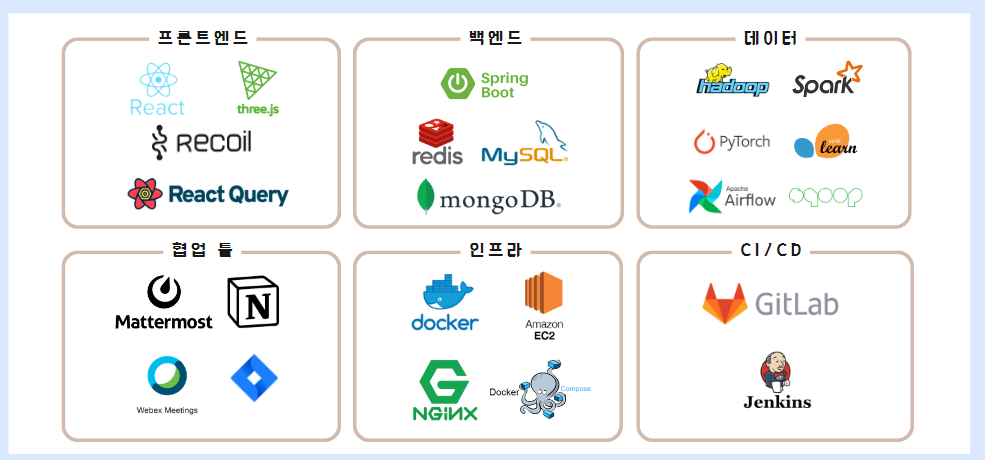 프론트엔드
React
three.js
RECOIL
React Query
백엔드
Spring
Boot
redis
MySQL®
mongoDB®
데이터
hadoop
Spark
PyTorch
learn
Apache
Airflow
sqoop
협업 툴
Mattermost
N
Webex Meetings
인프라
docker
Amazon
EC2
G
NGINX
Docker Compose
CI/CD
GitLab
Jenkins